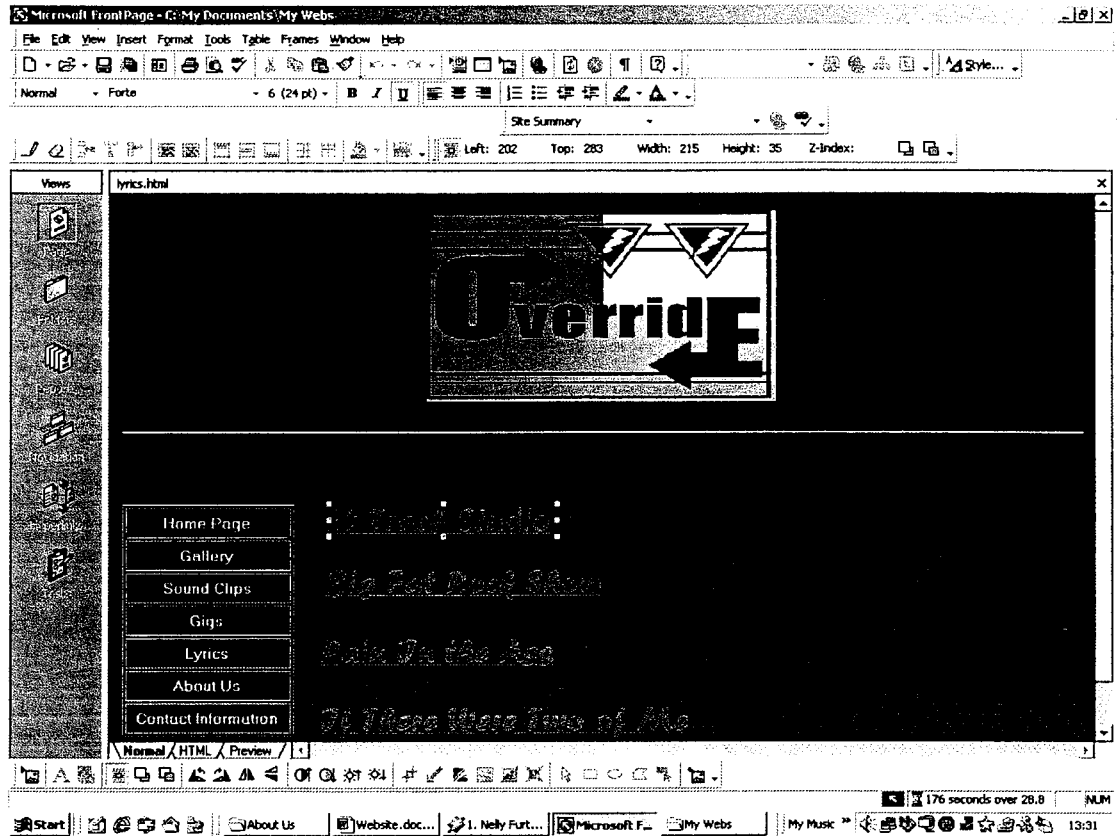 Microsoft FrontPage - C:\My Documents\My Webs
File Edit View Insert Format Tools Table Frames Window Help
Style...
Normal Forte 6 (24 pt) B I U
Site Summary
Left: 202 Top: 283 Width: 215 Height: 35 Z-Index:
Views lyrics.html
OverridE
Home Page
Gallery
Big Fat Deaf Show
Sound Clips
Gigs
Lyrics
Pain In the Ass
About Us
Contact Information
If There Were Two of Me
Normal HTML Preview
176 seconds over 28.8 NUM
Start About Us Website.doc... 1. Nelly Furt... Microsoft F... My Webs My Music » 13:31